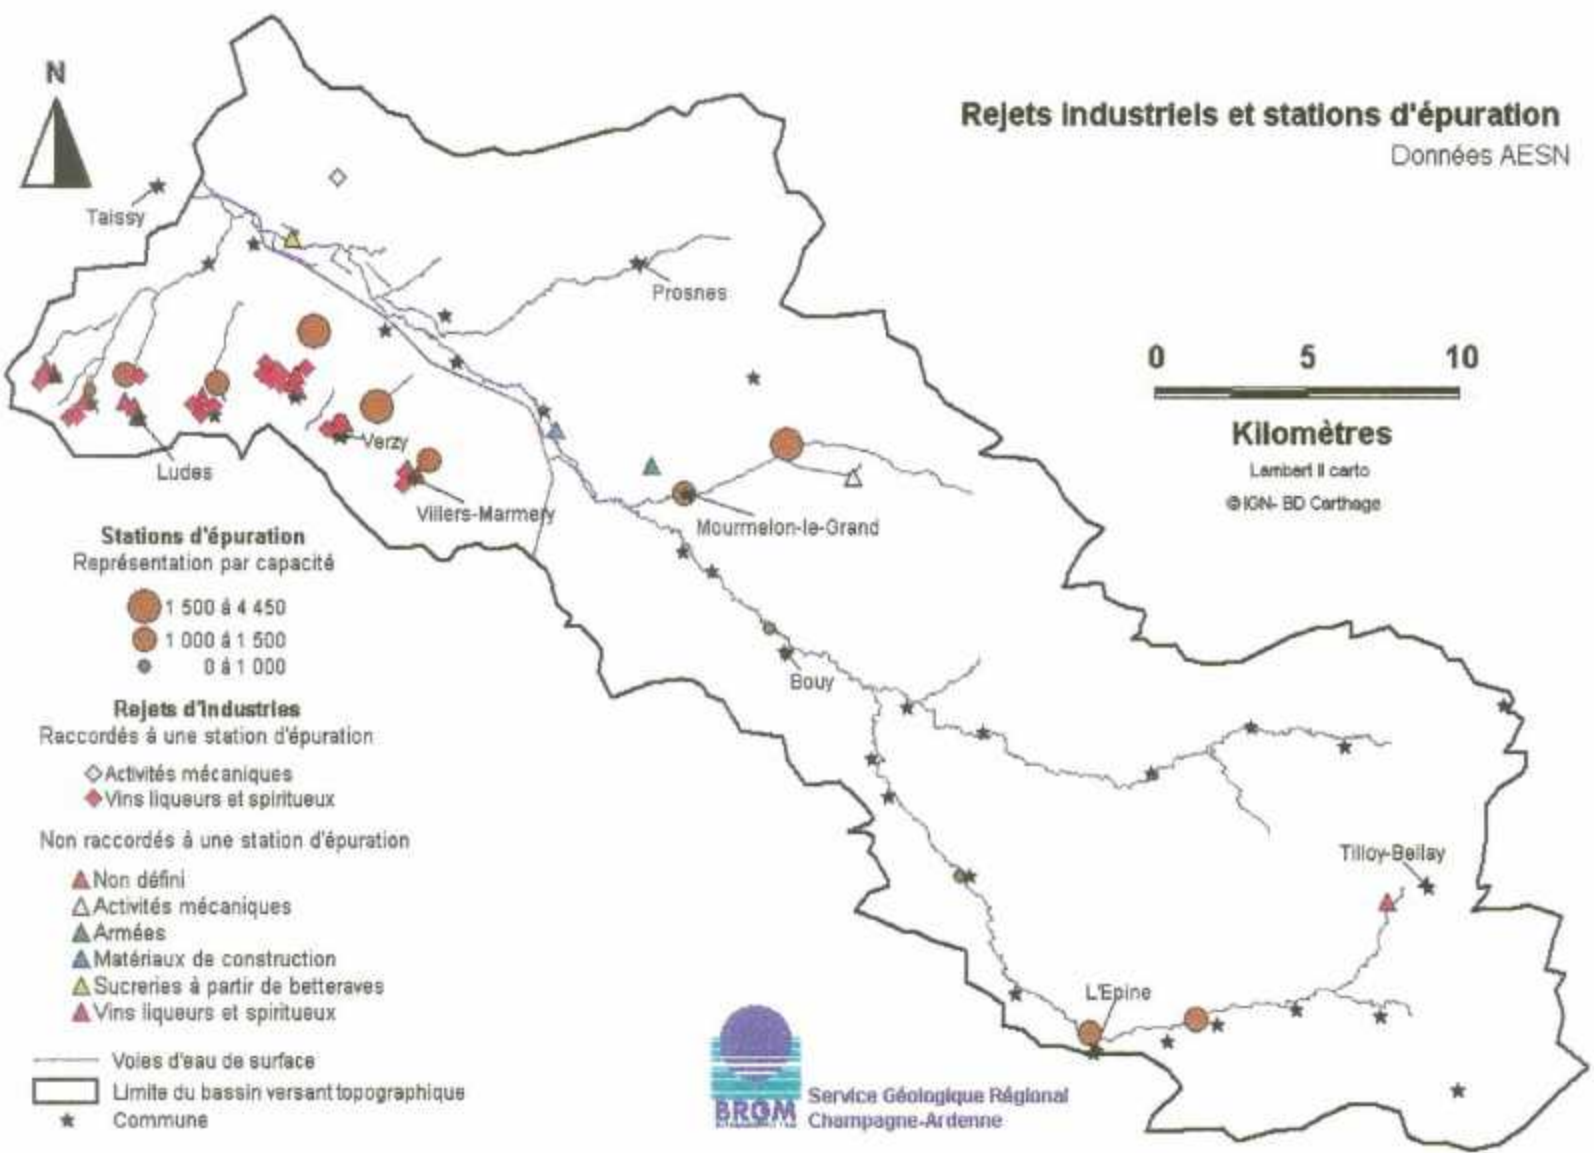 N
Rejets industriels et stations d'épuration
Données AESN
Taissy
Prosnes
0 5 10
Kilomètres
Lambert II carto
© IGN- BD Carthage
Verzy
Ludes
Villers-Marmery
Mourmelon-le-Grand
Bouy
Tilloy-Bellay
L'Epine
Stations d'épuration
Représentation par capacité
1 500 à 4 450
1 000 à 1 500
0 à 1 000
Rejets d'industries
Raccordés à une station d'épuration
Activités mécaniques
Vins liqueurs et spiritueux
Non raccordés à une station d'épuration
Non défini
Activités mécaniques
Armées
Matériaux de construction
Sucreries à partir de betteraves
Vins liqueurs et spiritueux
Voies d'eau de surface
Limite du bassin versant topographique
Commune
BRGM
Service Géologique Régional
Champagne-Ardenne